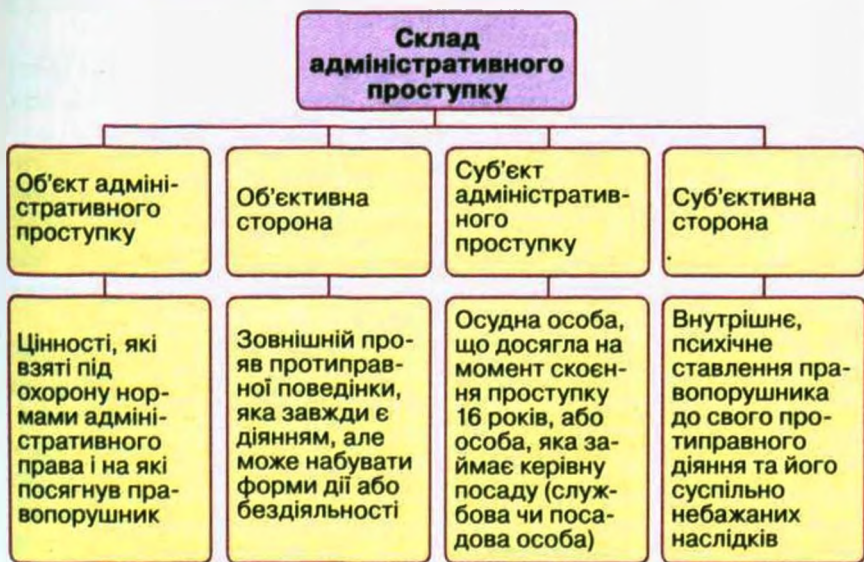 Склад
адміністративного
проступку
Об'єкт адміні-
стративного
проступку
Об'єктивна
сторона
Суб'єкт
адміністратив-
ного
проступку
Суб'єктивна
сторона
Цінності, які
взяті під
охорону нор-
мами адміні-
стративного
права і на які
посягнув пра-
вопорушник
Зовнішній про-
яв протиправ-
ної поведінки,
яка завжди є
діянням, але
може набувати
форми дії або
бездіяльності
Осудна особа,
що досягла на
момент скоєн-
ня проступку
16 років, або
особа, яка за-
ймає керівну
посаду (служ-
бова чи поса-
дова особа)
Внутрішнє,
психічне
ставлення пра-
вопорушника
до свого про-
типравного
діяння та його
суспільно
небажаних
наслідків